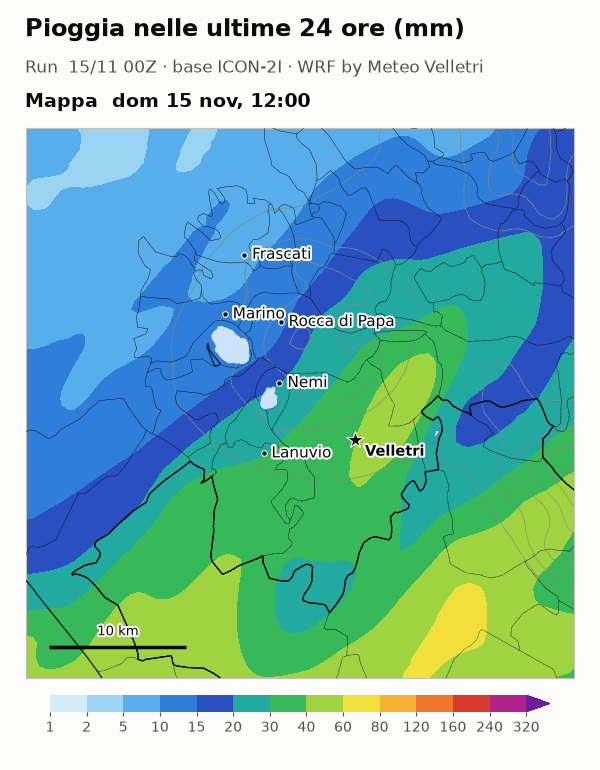 Pioggia nelle ultime 24 ore (mm)
Run 15/11 00Z · base ICON-2I · WRF by Meteo Velletri
Mappa dom 15 nov, 12:00
Frascati
Marino
Rocca di Papa
Nemi
Velletri
Lanuvio
10 km
1 2 5 10 15 20 30 40 60 80 120 160 240 320